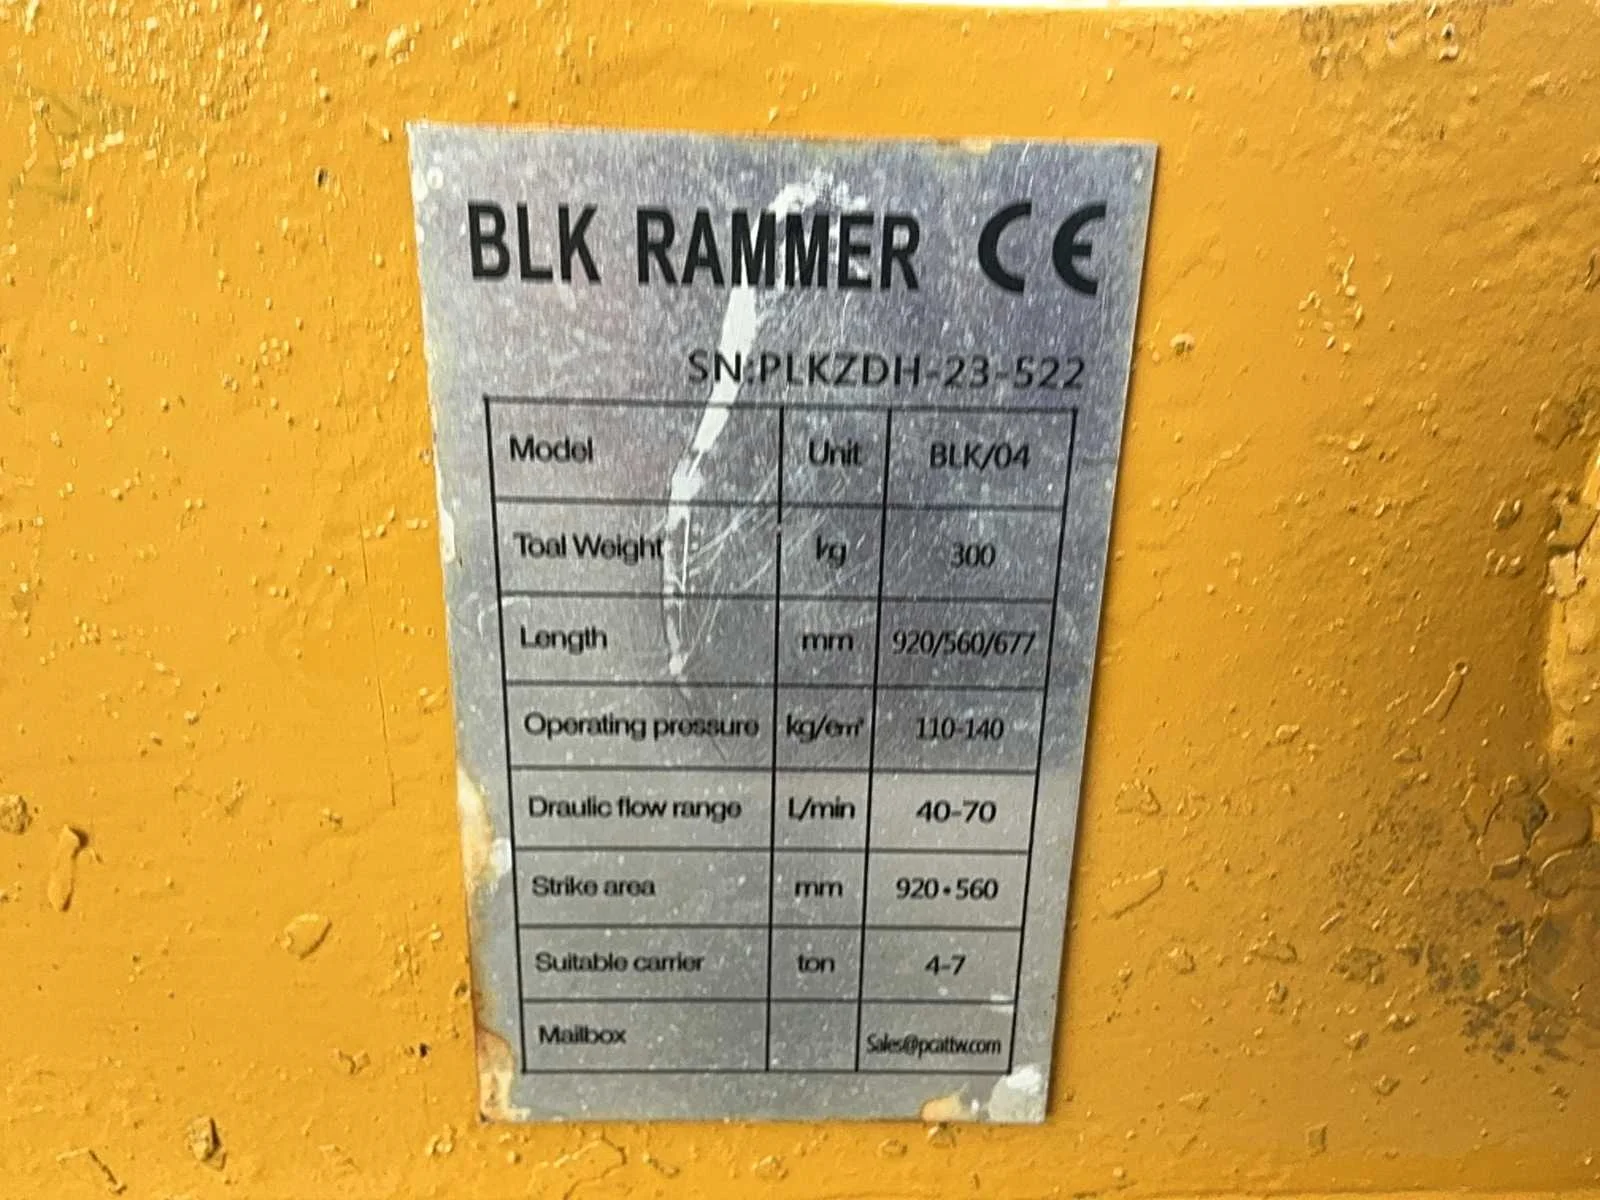 BLK RAMMER CE
SN:PLKZDH-23-522
Model Unit BLK/04
Toal Weight kg 300
Length mm 920/560/677
Operating pressure kg/cm² 110-140
Draulic flow range L/min 40-70
Strike area mm 920*560
Suitable carrier ton 4-7
Mailbox Sales@pcattw.com